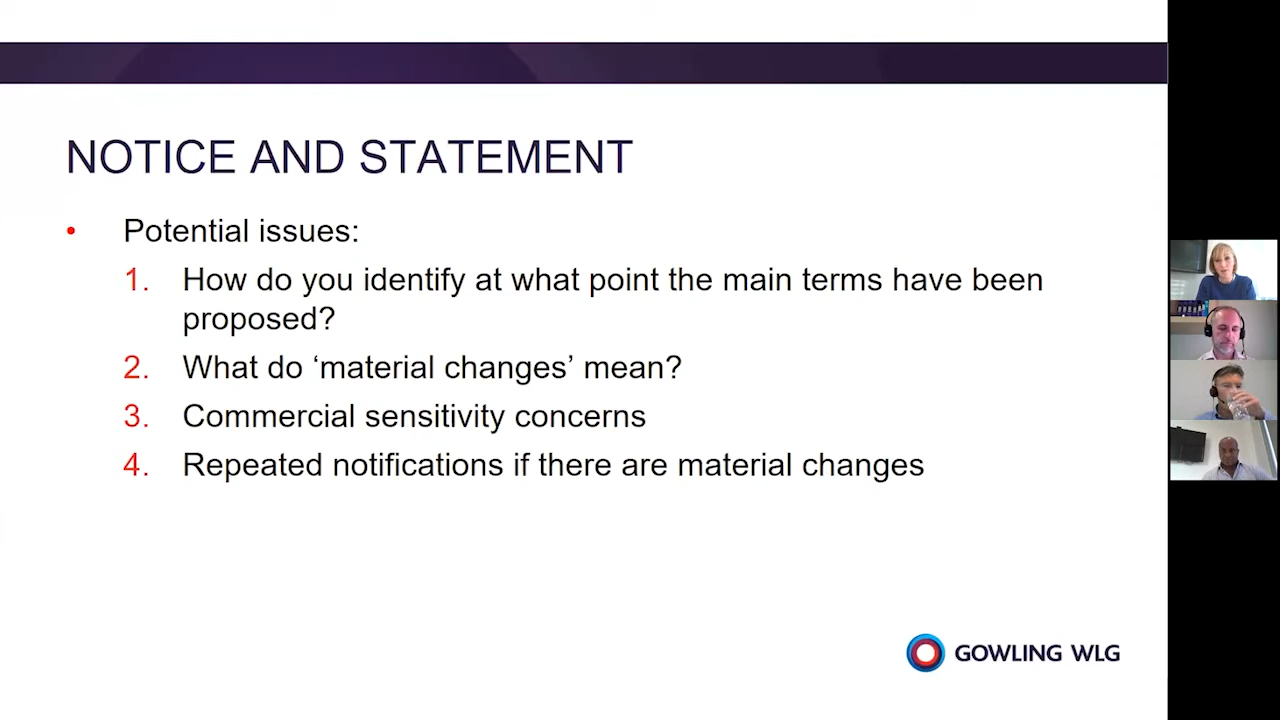 NOTICE AND STATEMENT
• Potential issues:
1. How do you identify at what point the main terms have been
proposed?
2. What do ‘material changes’ mean?
3. Commercial sensitivity concerns
4. Repeated notifications if there are material changes
GOWLING WLG